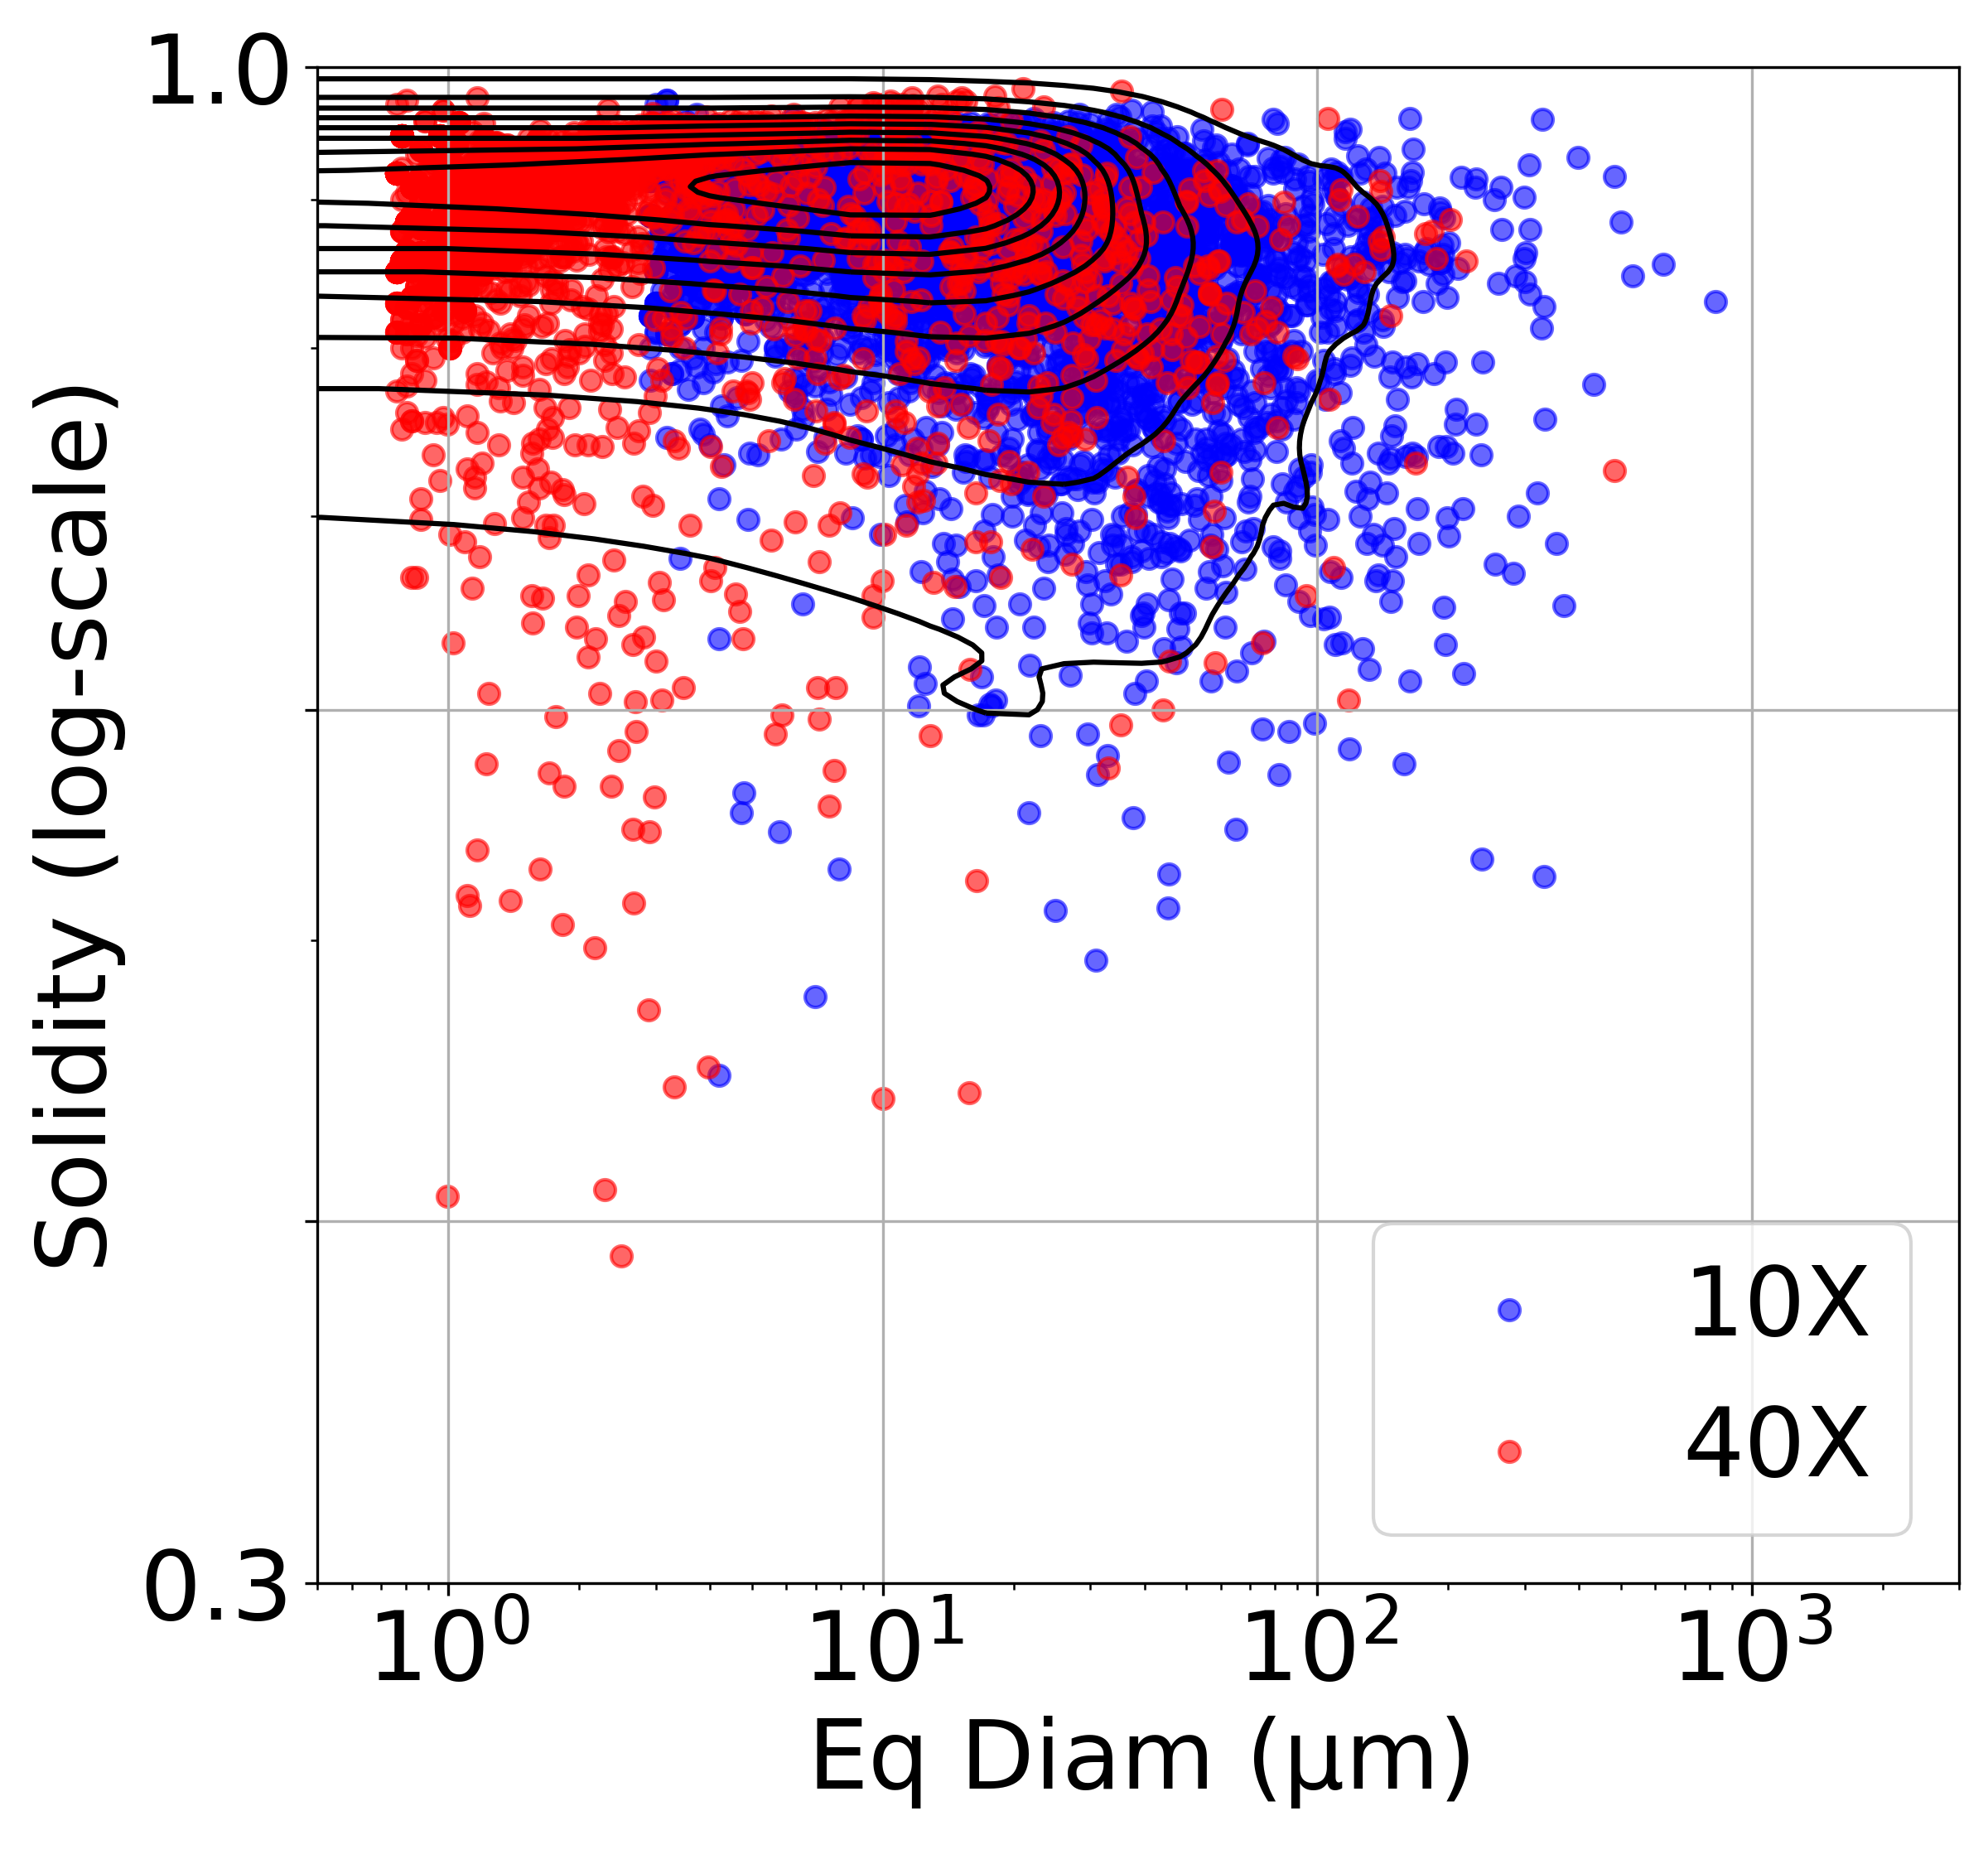 1.0
Solidity (log-scale)
10X
40X
0.3
10⁰ 10¹ 10² 10³
Eq Diam (µm)